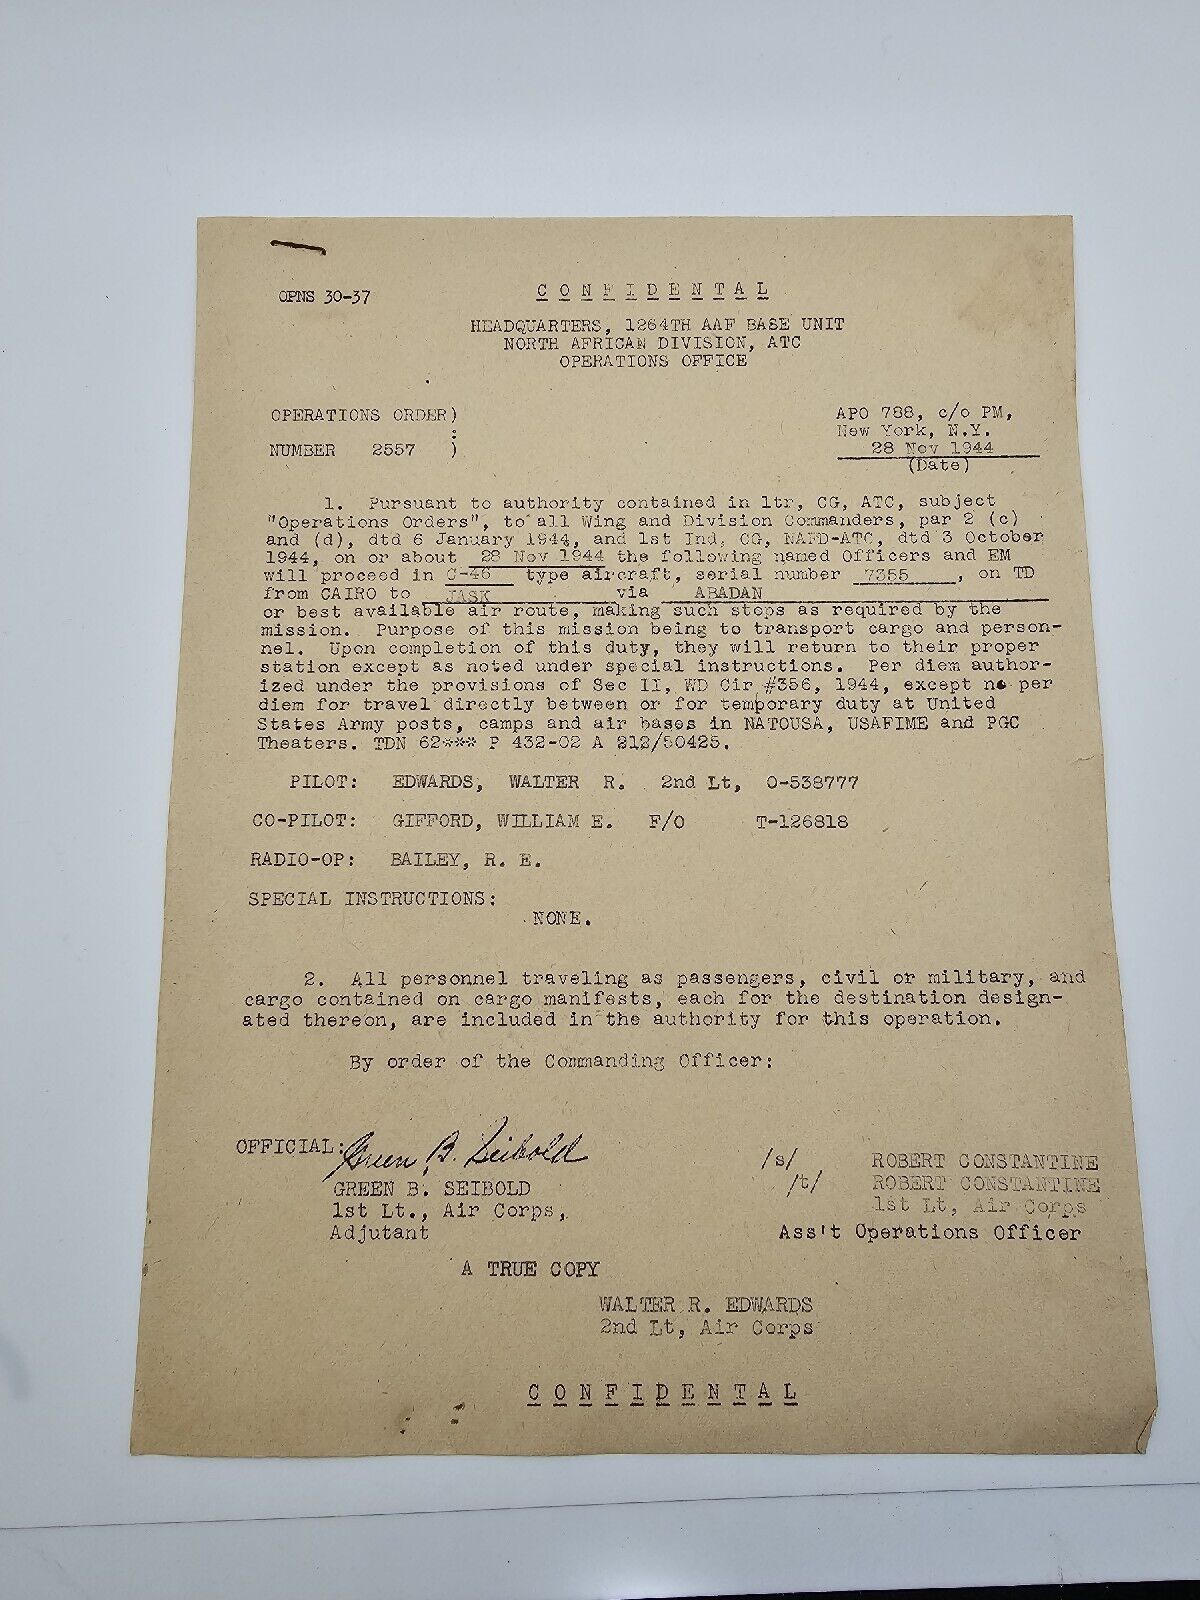 OPNS 30-37
C O N F I D E N T A L
HEADQUARTERS, 1264TH AAF BASE UNIT
NORTH AFRICAN DIVISION, ATC
OPERATIONS OFFICE
OPERATIONS ORDER)
:
NUMBER 2557 )
APO 788, c/o PM,
New York, N.Y.
28 Nov 1944
(Date)
1. Pursuant to authority contained in ltr, CG, ATC, subject
"Operations Orders", to all Wing and Division Commanders, par 2 (c)
and (d), dtd 6 January 1944, and 1st Ind, CG, NAFD-ATC, dtd 3 October
1944, on or about 28 Nov 1944 the following named Officers and EM
will proceed in C-46 type aircraft, serial number 7355, on TD
from CAIRO to JASK via ABADAN
or best available air route, making such stops as required by the
mission. Purpose of this mission being to transport cargo and person-
nel. Upon completion of this duty, they will return to their proper
station except as noted under special instructions. Per diem author-
ized under the provisions of Sec II, WD Cir #356, 1944, except no per
diem for travel directly between or for temporary duty at United
States Army posts, camps and air bases in NATOUSA, USAFIME and PGC
Theaters. TDN 62*** P 432-02 A 212/50425.
PILOT: EDWARDS, WALTER R. 2nd Lt, O-538777
CO-PILOT: GIFFORD, WILLIAM E. F/O T-126818
RADIO-OP: BAILEY, R. E.
SPECIAL INSTRUCTIONS:
NONE.
2. All personnel traveling as passengers, civil or military, and
cargo contained on cargo manifests, each for the destination design-
ated thereon, are included in the authority for this operation.
By order of the Commanding Officer:
OFFICIAL: Green B. Seibold
GREEN B. SEIBOLD
1st Lt., Air Corps,
Adjutant
/s/ ROBERT CONSTANTINE
/t/ ROBERT CONSTANTINE
1st Lt, Air Corps
Ass't Operations Officer
A TRUE COPY
WALTER R. EDWARDS
2nd Lt, Air Corps
C O N F I D E N T A L